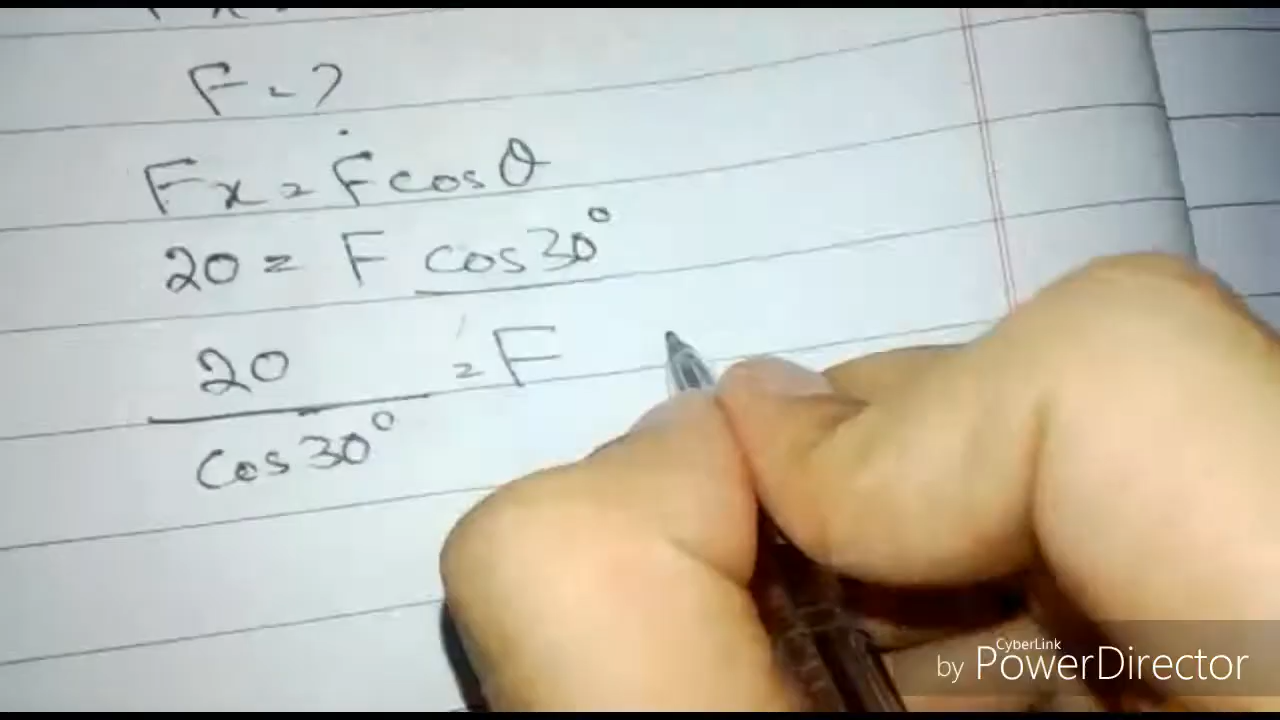 F = ?
Fx = F cos θ
20 = F cos 30°
20 = F
cos 30°
CyberLink
by PowerDirector